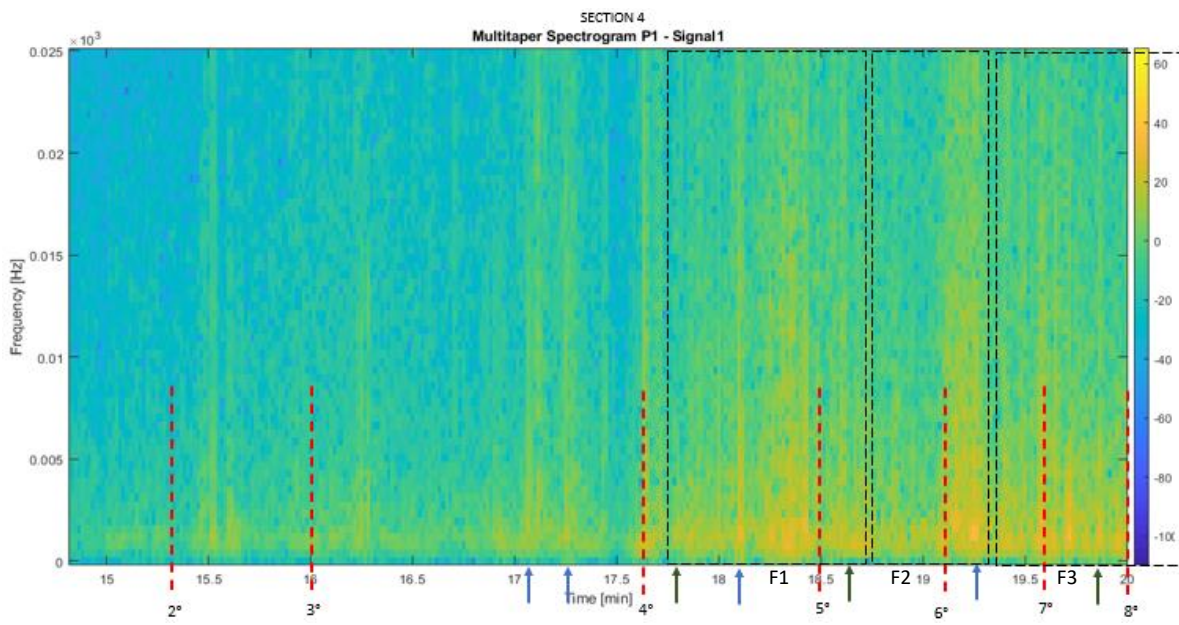 SECTION 4
Multitaper Spectrogram P1 - Signal1
×10³
0.025
0.02
0.015
0.01
0.005
0
Frequency [Hz]
60
40
20
0
-20
-40
-60
-80
-100
15 15.5 16 16.5 17 17.5 18 18.5 19 19.5 20
F1 F2 F3
Time [min]
2° 3° 4° 5° 6° 7° 8°